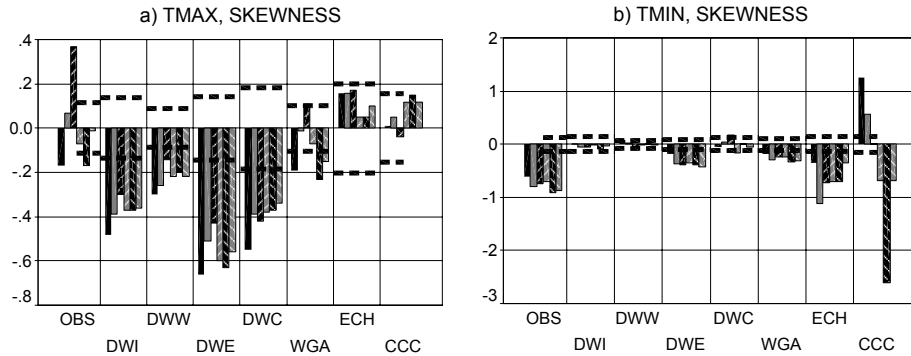 a) TMAX, SKEWNESS
.4
.2
0.0
-.2
-.4
-.6
-.8
OBS DWW DWC ECH
DWI DWE WGA CCC
b) TMIN, SKEWNESS
2
1
0
-1
-2
-3
OBS DWW DWC ECH
DWI DWE WGA CCC